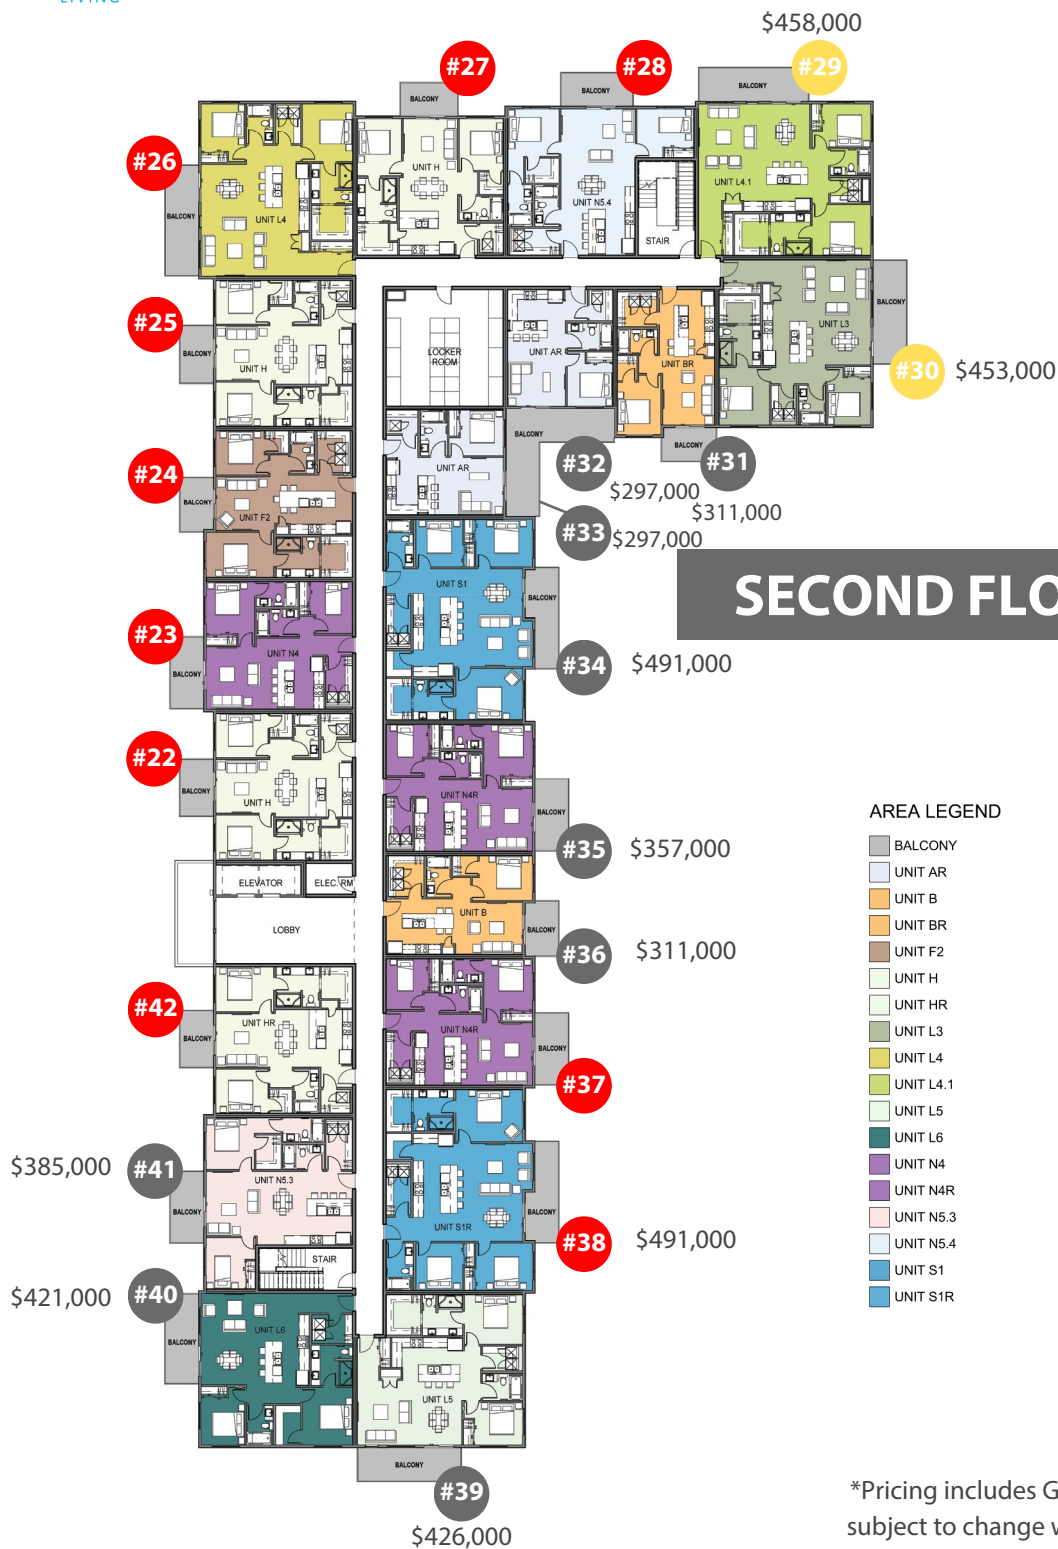 LIVING
$458,000
#27
#28
#29
BALCONY
BALCONY
BALCONY
#26
UNIT H
UNIT L4.1
UNIT L4
UNIT N5.4
BALCONY
STAIR
#25
BALCONY
UNIT H
LOCKER
ROOM
UNIT AR
UNIT BR
UNIT L3
BALCONY
#30 $453,000
BALCONY
BALCONY
#24
UNIT AR
#32
#31
BALCONY
UNIT F2
$297,000
$311,000
#33 $297,000
UNIT S1
BALCONY
SECOND FLO
#23
UNIT N4
BALCONY
#34 $491,000
#22
BALCONY
UNIT H
UNIT N4R
BALCONY
#35 $357,000
ELEVATOR
ELEC. RM
LOBBY
UNIT B
BALCONY
#36 $311,000
#42
UNIT HR
BALCONY
UNIT N4R
BALCONY
#37
$385,000 #41
UNIT N5.3
BALCONY
STAIR
UNIT S1R
BALCONY
#38 $491,000
$421,000 #40
BALCONY
UNIT L6
UNIT L5
BALCONY
#39
$426,000
AREA LEGEND
BALCONY
UNIT AR
UNIT B
UNIT BR
UNIT F2
UNIT H
UNIT HR
UNIT L3
UNIT L4
UNIT L4.1
UNIT L5
UNIT L6
UNIT N4
UNIT N4R
UNIT N5.3
UNIT N5.4
UNIT S1
UNIT S1R
*Pricing includes G
subject to change w